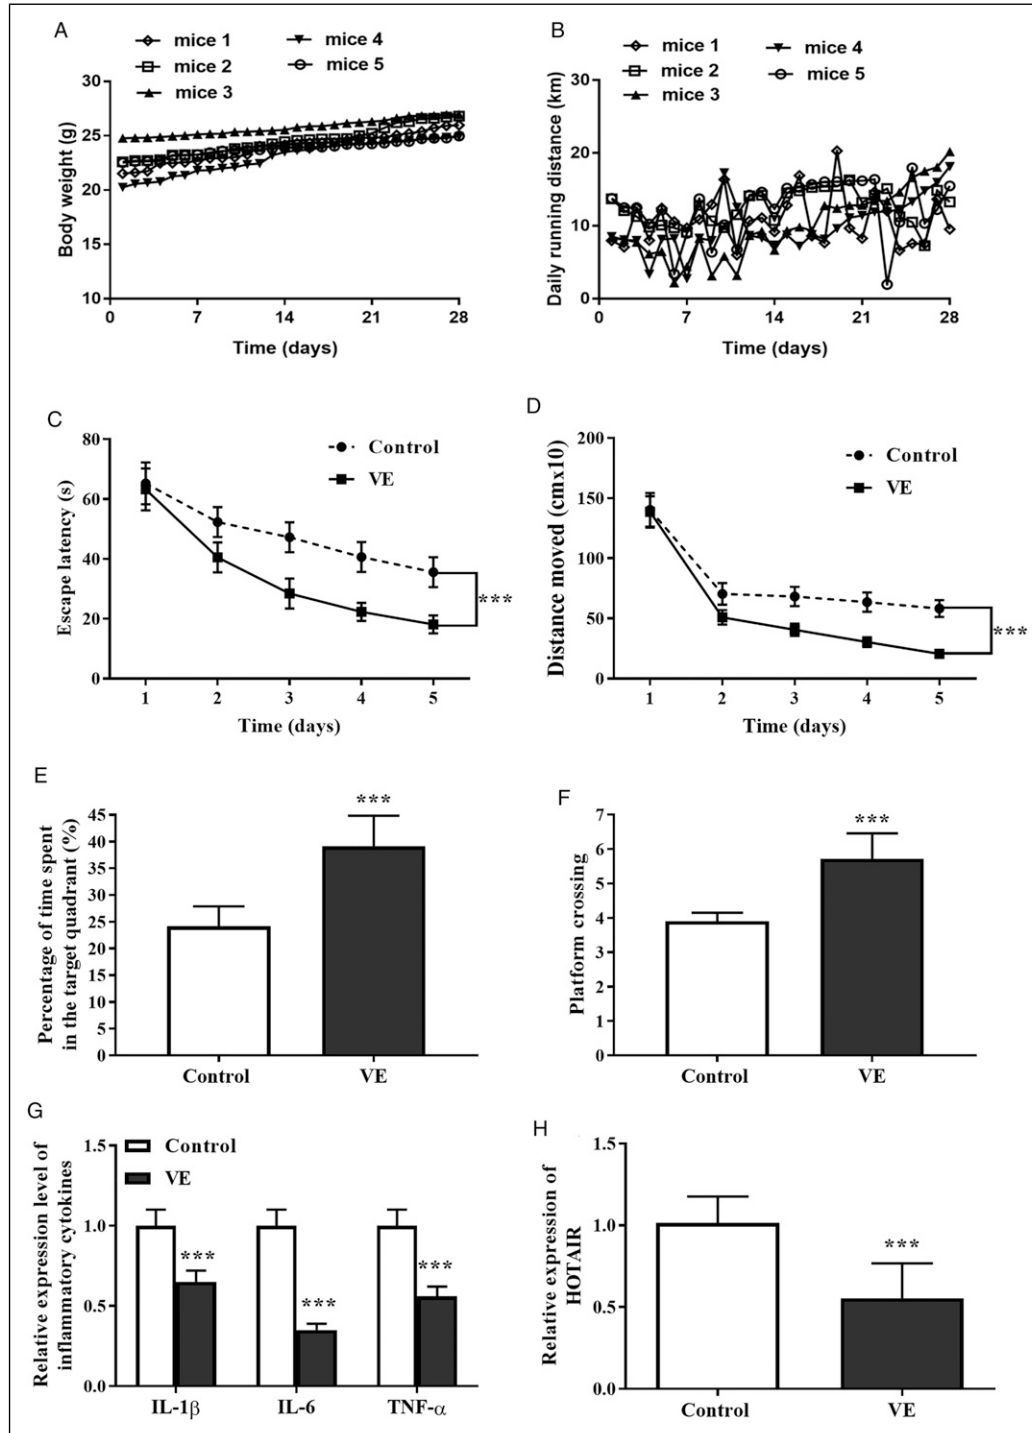 A
mice 1
mice 2
mice 3
mice 4
mice 5
Body weight (g)
30
25
20
15
10
0
7
14
21
28
Time (days)
B
mice 1
mice 2
mice 3
mice 4
mice 5
Daily running distance (km)
30
20
10
0
0
7
14
21
28
Time (days)
C
Control
VE
Escape latency (s)
80
60
40
20
0
1
2
3
4
5
***
Time (days)
D
Control
VE
Distance moved (cmx10)
200
150
100
50
0
1
2
3
4
5
***
Time (days)
E
Percentage of time spent
in the target quadrant (%)
45
40
35
30
25
20
15
10
5
0
***
Control
VE
F
Platform crossing
7
6
5
4
3
2
1
0
***
Control
VE
G
Control
VE
Relative expression level of
inflammatory cytokines
1.5
1.0
0.5
0.0
***
***
***
IL-1β
IL-6
TNF-α
H
Relative expression of
HOTAIR
1.5
1.0
0.5
0.0
***
Control
VE